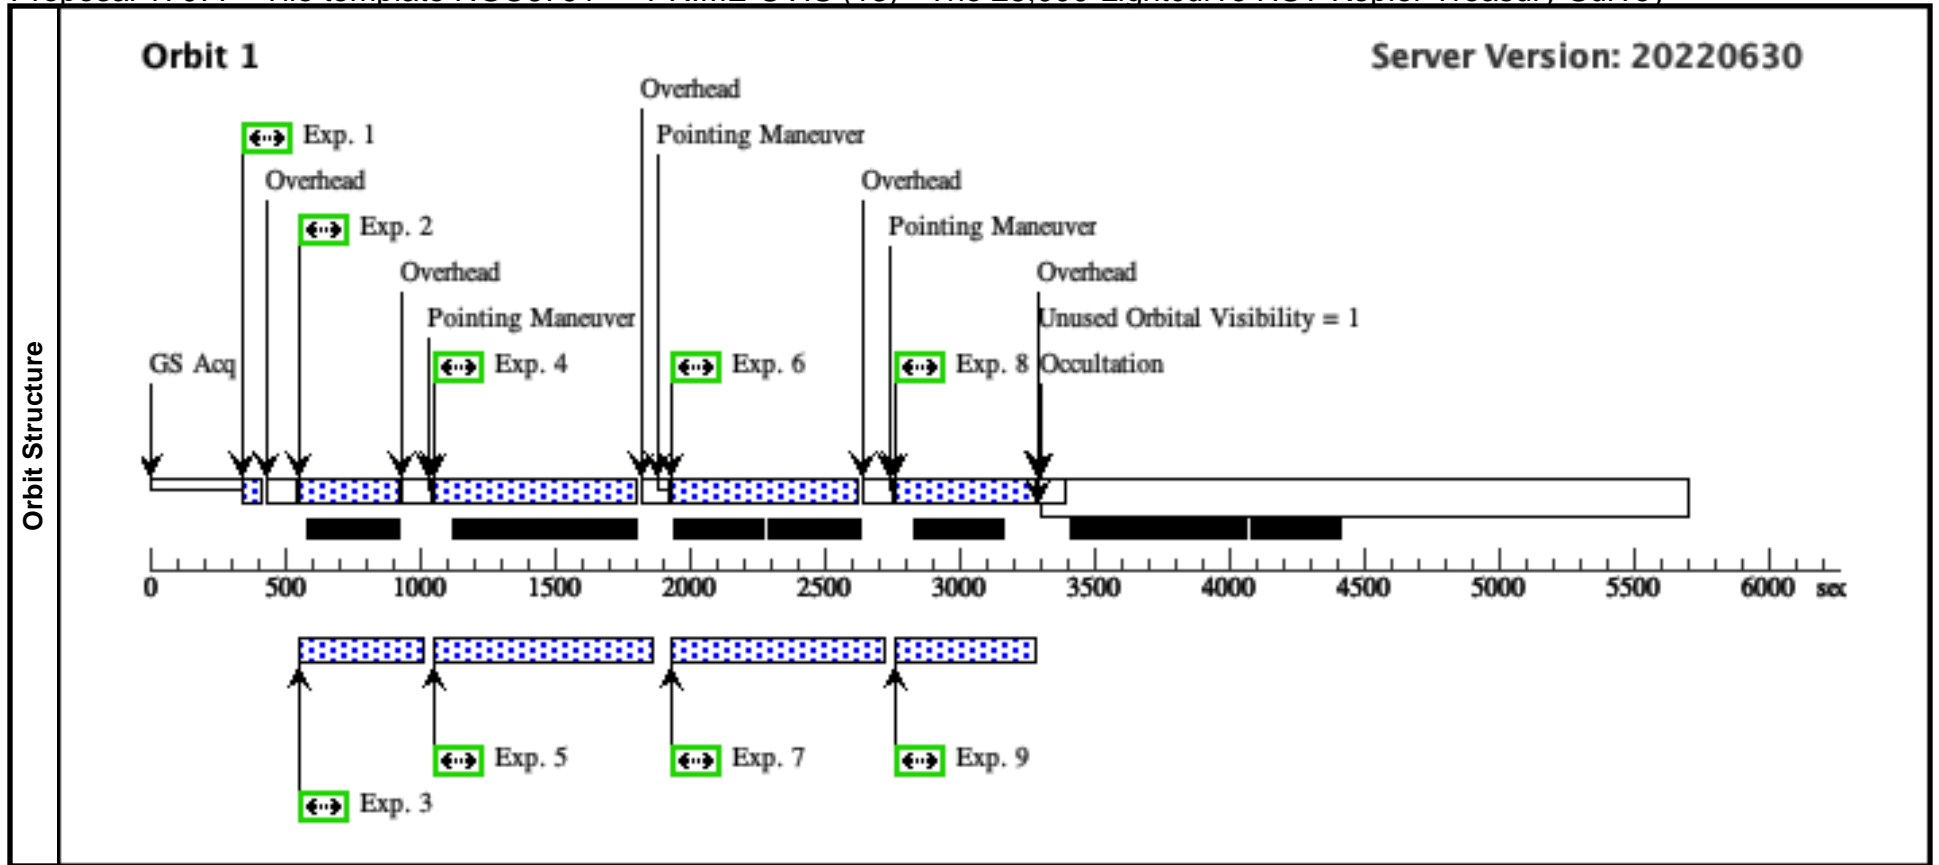 Orbit 1
Server Version: 20220630
Overhead
Exp. 1
Pointing Maneuver
Overhead
Overhead
Exp. 2
Pointing Maneuver
Overhead
Overhead
Pointing Maneuver
Unused Orbital Visibility = 1
GS Acq
Exp. 4
Exp. 6
Exp. 8
Occultation
Orbit Structure
0 500 1000 1500 2000 2500 3000 3500 4000 4500 5000 5500 6000 sec
Exp. 5
Exp. 7
Exp. 9
Exp. 3